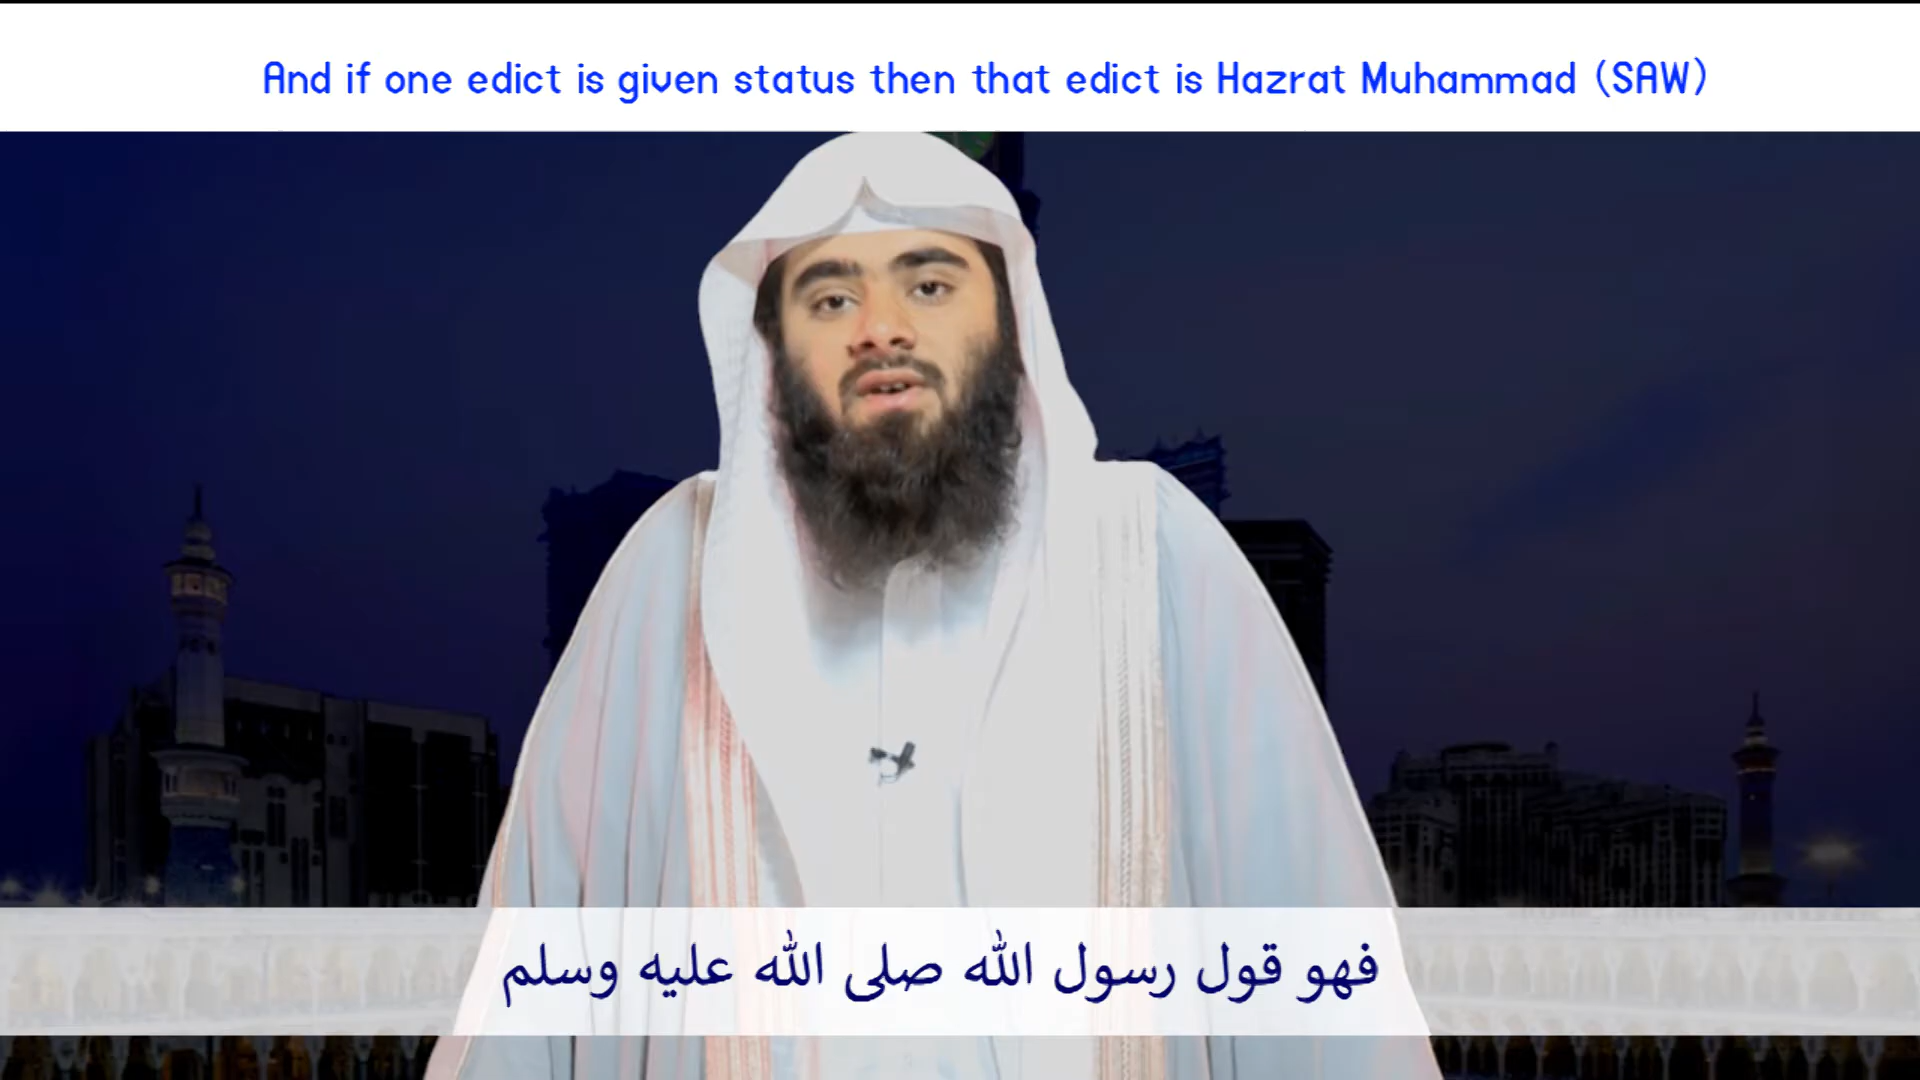 And if one edict is given status then that edict is Hazrat Muhammad (SAW)
فهو قول رسول الله صلى الله عليه وسلم